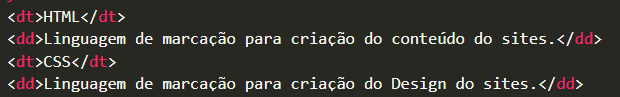 <dt>HTML</dt>
<dd>Linguagem de marcação para criação do conteúdo do sites.</dd>
<dt>CSS</dt>
<dd>Linguagem de marcação para criação do Design do sites.</dd>